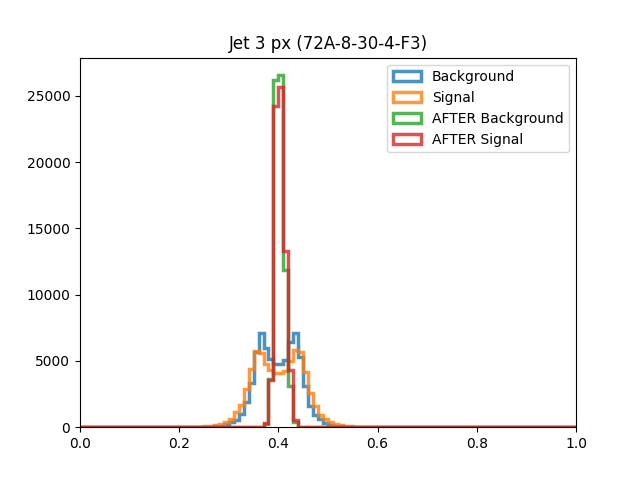 Jet 3 px (72A-8-30-4-F3)
Background
Signal
AFTER Background
AFTER Signal
25000
20000
15000
10000
5000
0
0.0 0.2 0.4 0.6 0.8 1.0